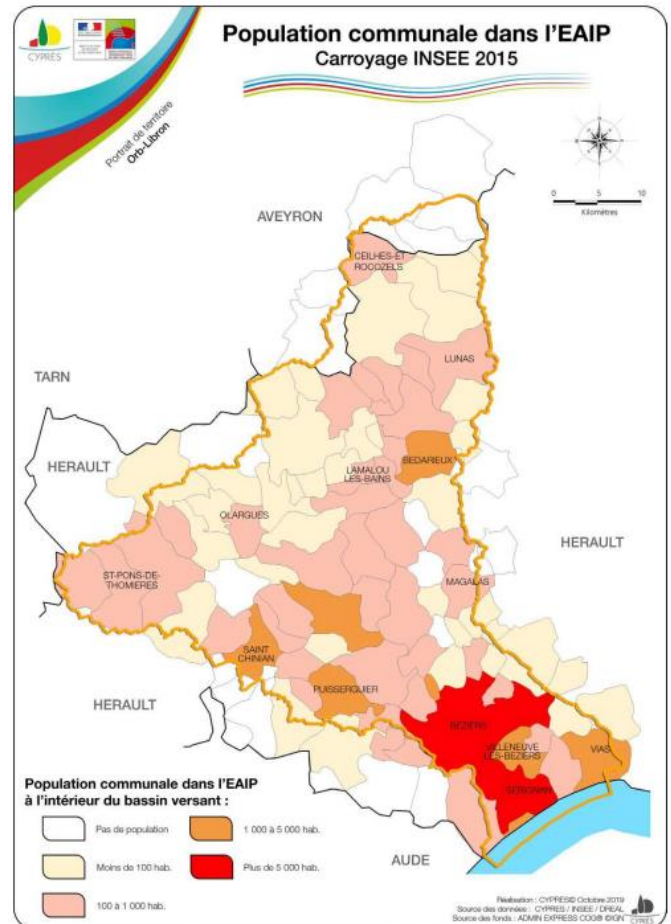 CYPRES
Population communale dans l'EAIP
Carroyage INSEE 2015
Portrait de territoire
Orb-Libron
0 5 10
Kilomètres
AVEYRON
CEILHES-ET
ROCOZELS
LUNAS
TARN
HERAULT
BEDARIEUX
LAMALOU
LES-BAINS
OLARGUES
HERAULT
ST-PONS-DE-
THOMIERES
MAGALAS
SAINT
CHINIAN
PUISSERGUIER
HERAULT
BEZIERS
VILLENEUVE
LES-BEZIERS
VIAS
SERIGNAN
AUDE
Population communale dans l'EAIP
à l'intérieur du bassin versant :
Pas de population
1 000 à 5 000 hab.
Moins de 100 hab.
Plus de 5 000 hab.
100 à 1 000 hab.
Réalisation : CYPRES© Octobre 2019
Source des données : CYPRES / INSEE / DREAL
Source des fonds : ADMIN EXPRESS COG® ©IGN
CYPRES